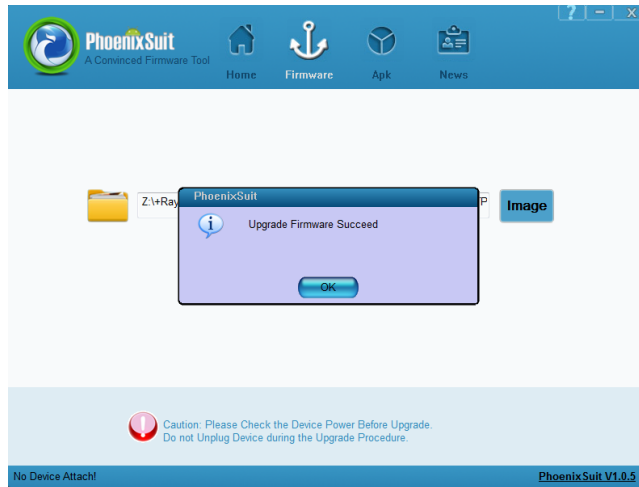 ? - x
PhoenixSuit
A Convinced Firmware Tool
Home
Firmware
Apk
News
Z:\+Ray
P
Image
PhoenixSuit
Upgrade Firmware Succeed
OK
Caution: Please Check the Device Power Before Upgrade.
Do not Unplug Device during the Upgrade Procedure.
No Device Attach!
PhoenixSuit V1.0.5